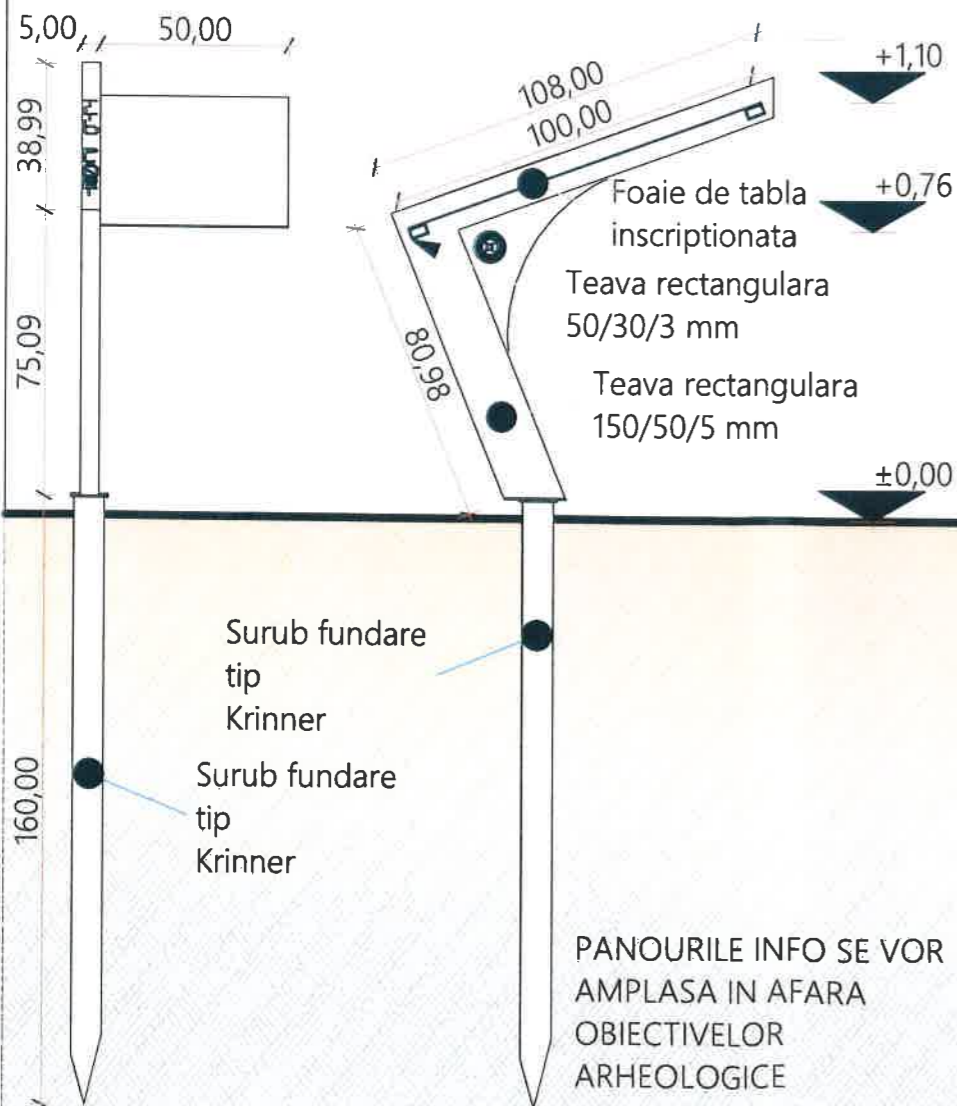 5,00 50,00
38,99
75,09
160,00
108,00
100,00
80,98
+1,10
+0,76
±0,00
Foaie de tabla
inscriptionata
Teava rectangulara
50/30/3 mm
Teava rectangulara
150/50/5 mm
Surub fundare
tip
Krinner
Surub fundare
tip
Krinner
PANOURILE INFO SE VOR
AMPLASA IN AFARA
OBIECTIVELOR
ARHEOLOGICE